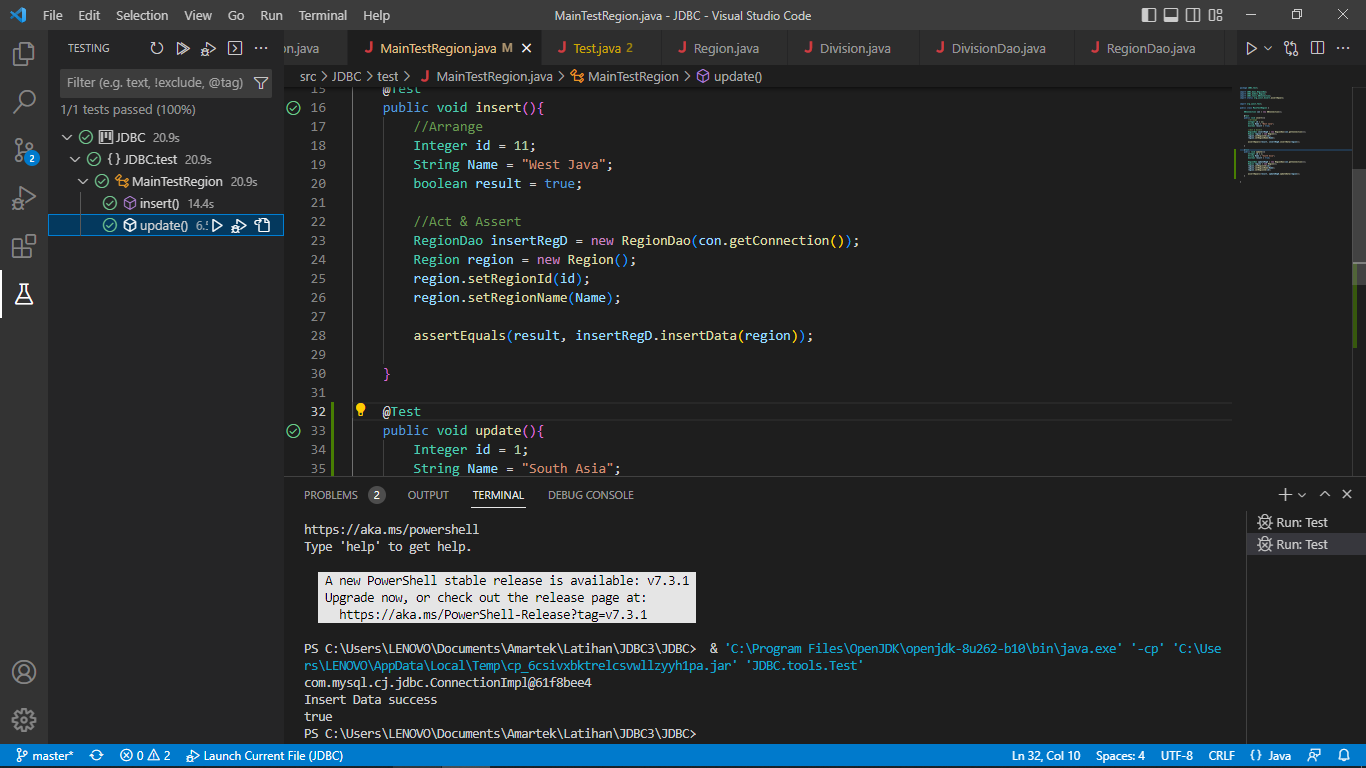 File Edit Selection View Go Run Terminal Help MainTestRegion.java - JDBC - Visual Studio Code
TESTING
on.java MainTestRegion.java M Test.java 2 Region.java Division.java DivisionDao.java RegionDao.java
Filter (e.g. text, !exclude, @tag)
src > JDBC > test > MainTestRegion.java > MainTestRegion > update()
1/1 tests passed (100%)
JDBC 20.9s
{ } JDBC.test 20.9s
MainTestRegion 20.9s
insert() 14.4s
update() 6.5
2
15 @Test
16 public void insert(){
17 //Arrange
18 Integer id = 11;
19 String Name = "West Java";
20 boolean result = true;
21
22 //Act & Assert
23 RegionDao insertRegD = new RegionDao(con.getConnection());
24 Region region = new Region();
25 region.setRegionId(id);
26 region.setRegionName(Name);
27
28 assertEquals(result, insertRegD.insertData(region));
29
30 }
31
32 @Test
33 public void update(){
34 Integer id = 1;
35 String Name = "South Asia";
PROBLEMS 2 OUTPUT TERMINAL DEBUG CONSOLE
https://aka.ms/powershell
Type 'help' to get help.
A new PowerShell stable release is available: v7.3.1
Upgrade now, or check out the release page at:
https://aka.ms/PowerShell-Release?tag=v7.3.1
PS C:\Users\LENOVO\Documents\Amartek\Latihan\JDBC3\JDBC> & 'C:\Program Files\OpenJDK\openjdk-8u262-b10\bin\java.exe' '-cp' 'C:\Use
rs\LENOVO\AppData\Local\Temp\cp_6csivxbktrelcsvwllzyyh1pa.jar' 'JDBC.tools.Test'
com.mysql.cj.jdbc.ConnectionImpl@61f8bee4
Insert Data success
true
PS C:\Users\LENOVO\Documents\Amartek\Latihan\JDBC3\JDBC>
Run: Test
Run: Test
master* 0 2 Launch Current File (JDBC) Ln 32, Col 10 Spaces: 4 UTF-8 CRLF { } Java